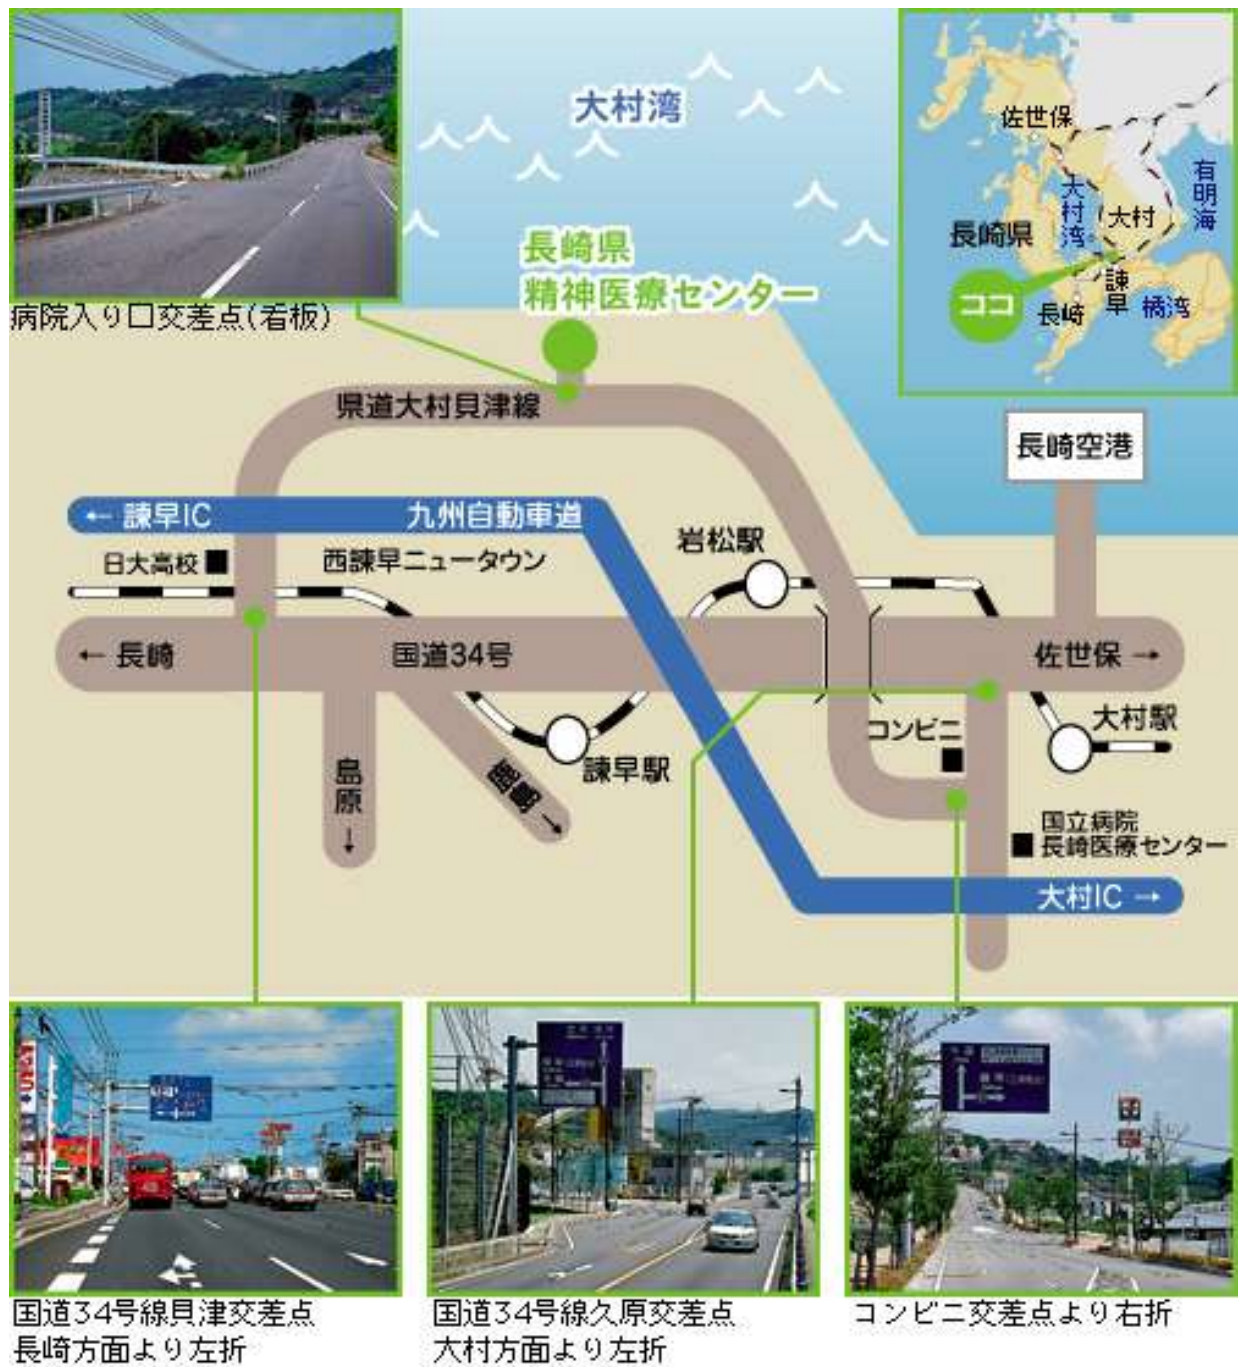 大村湾
佐世保
有明海
大村湾
大村
長崎県
諫早
ココ
長崎
橘湾
長崎県
精神医療センター
病院入り口交差点(看板)
県道大村貝津線
長崎空港
← 諫早IC
九州自動車道
岩松駅
日大高校
西諫早ニュータウン
← 長崎
国道34号
佐世保 →
コンビニ
大村駅
諫早駅
島原 →
鹿島 →
国立病院
長崎医療センター
大村IC →
国道34号線貝津交差点
長崎方面より左折
国道34号線久原交差点
大村方面より左折
コンビニ交差点より右折